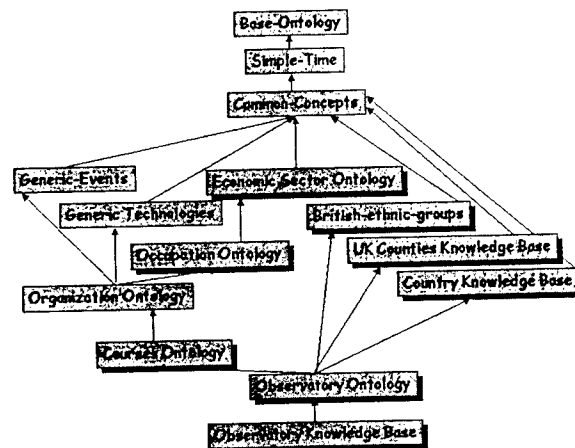 Base-Ontology
Simple-Time
Common-Concepts
Generic-Events
Economic Sector Ontology
Generic Technologies
British-ethnic-groups
Occupation Ontology
UK Counties Knowledge Base
Country Knowledge Base
Organization Ontology
Courses Ontology
Observatory Ontology
Observatory Knowledge Base